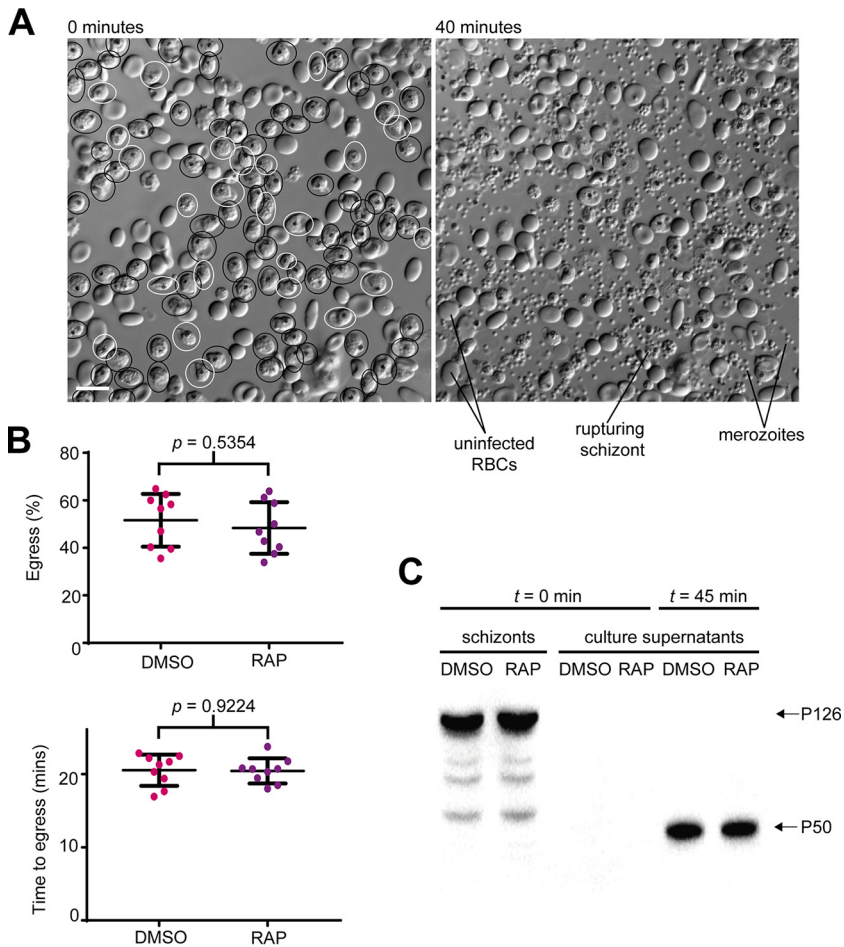 A
0 minutes
40 minutes
uninfected
RBCs
rupturing
schizont
merozoites
B
p = 0.5354
80
60
40
20
0
Egress (%)
DMSO
RAP
p = 0.9224
20
10
0
Time to egress (mins)
DMSO
RAP
C
t = 0 min
t = 45 min
schizonts
culture supernatants
DMSO RAP DMSO RAP DMSO RAP
P126
P50